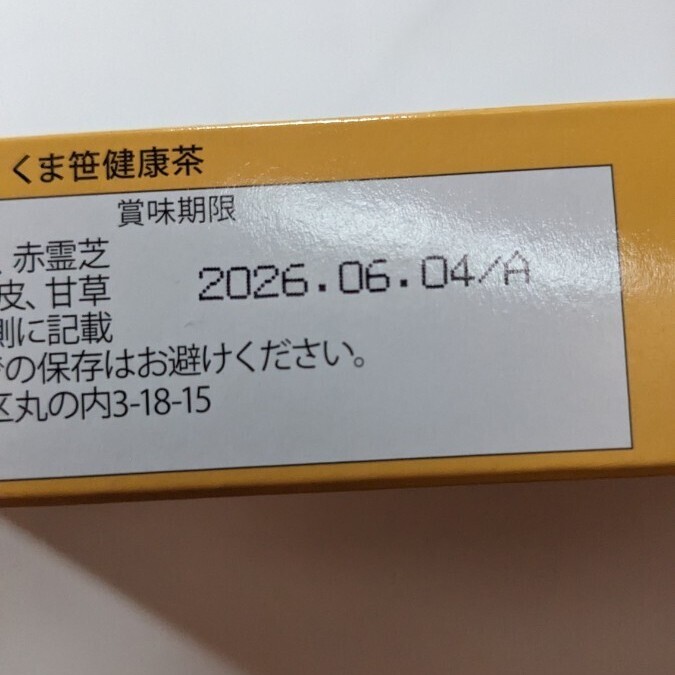 くま笹健康茶
賞味期限
、赤霊芝
2026.06.04/A
皮、甘草
則に記載
の保存はお避けください。
区丸の内3-18-15